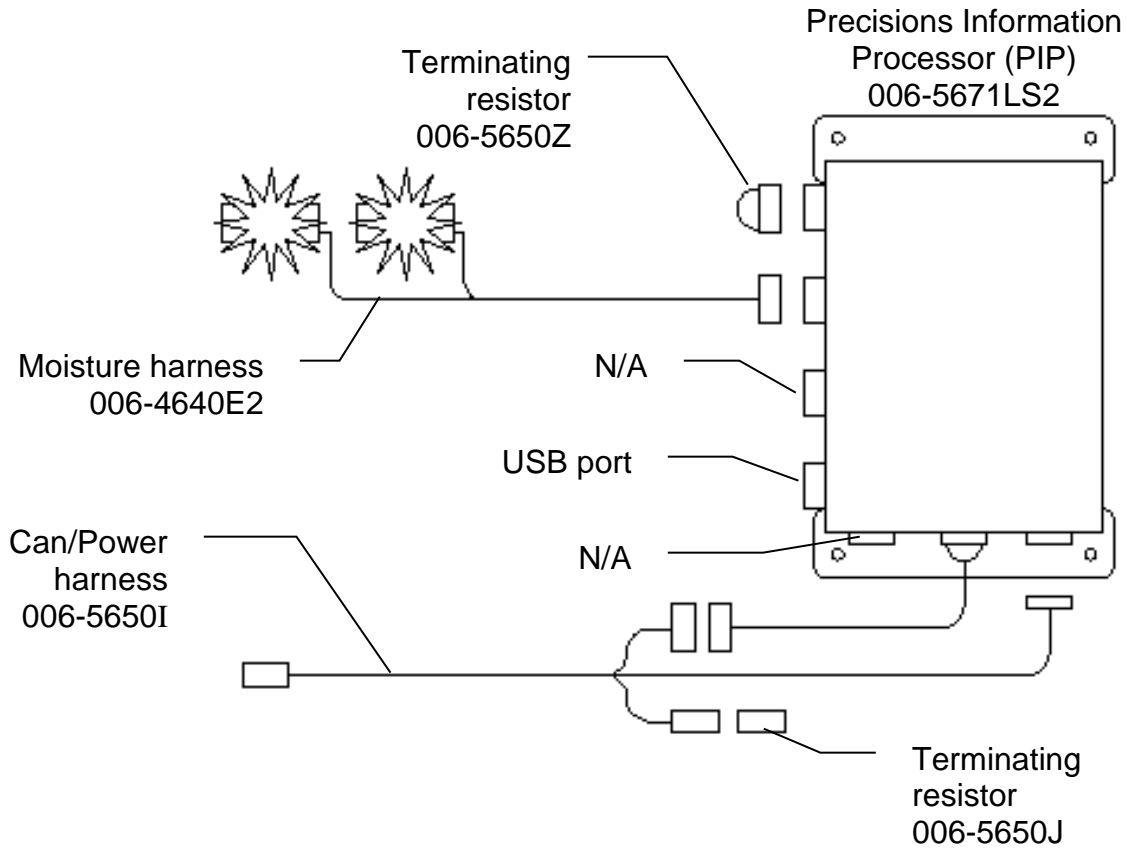 Precisions Information
Processor (PIP)
006-5671LS2
Terminating
resistor
006-5650Z
Moisture harness
006-4640E2
N/A
USB port
Can/Power
harness
006-5650I
N/A
Terminating
resistor
006-5650J